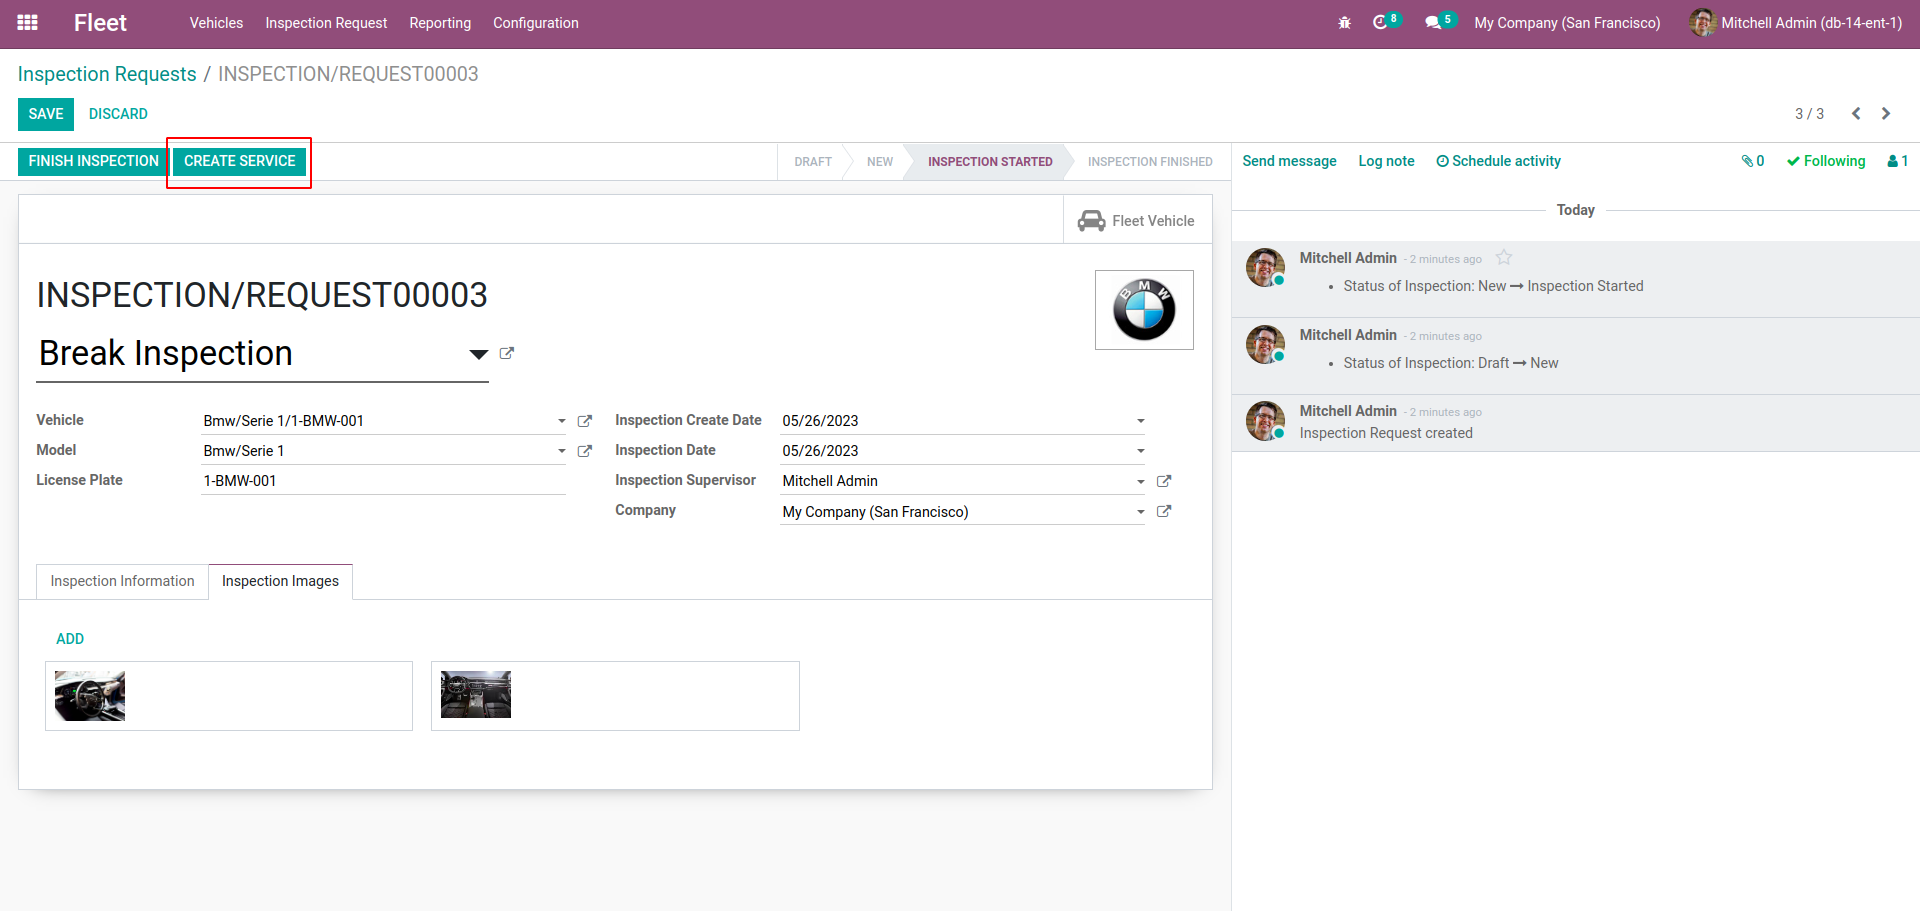 Fleet
Vehicles
Inspection Request
Reporting
Configuration
8
5
My Company (San Francisco)
Mitchell Admin (db-14-ent-1)
Inspection Requests / INSPECTION/REQUEST00003
SAVE
DISCARD
3 / 3
FINISH INSPECTION
CREATE SERVICE
DRAFT
NEW
INSPECTION STARTED
INSPECTION FINISHED
Send message
Log note
Schedule activity
0
Following
1
Fleet Vehicle
INSPECTION/REQUEST00003
BMW
Break Inspection
Vehicle
Bmw/Serie 1/1-BMW-001
Model
Bmw/Serie 1
License Plate
1-BMW-001
Inspection Create Date
05/26/2023
Inspection Date
05/26/2023
Inspection Supervisor
Mitchell Admin
Company
My Company (San Francisco)
Inspection Information
Inspection Images
ADD
Today
Mitchell Admin - 2 minutes ago
• Status of Inspection: New → Inspection Started
Mitchell Admin - 2 minutes ago
• Status of Inspection: Draft → New
Mitchell Admin - 2 minutes ago
Inspection Request created